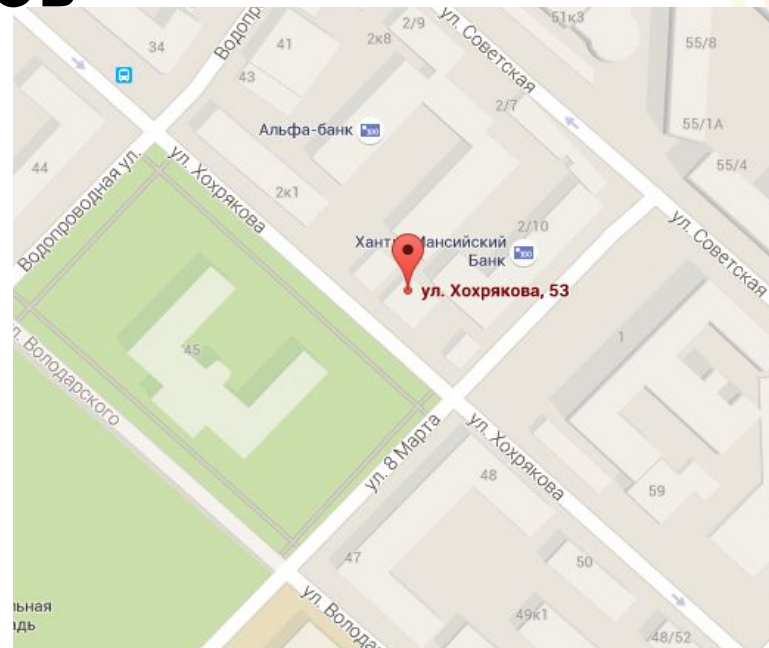 34
Водопр
41
43
2к8
2/9
ул. Советская
51к3
55/8
55/1А
55/4
2/7
Альфа-банк
44
Водопроводная ул.
ул. Хохрякова
2к1
2/10
Мансийский
Банк
ул. Советская
ул. Хохрякова, 53
1
45
ул. Володарского
ул. 8 Марта
ул. Хохрякова
48
59
47
50
49к1
48/52
ул. Волода
ьная
адь